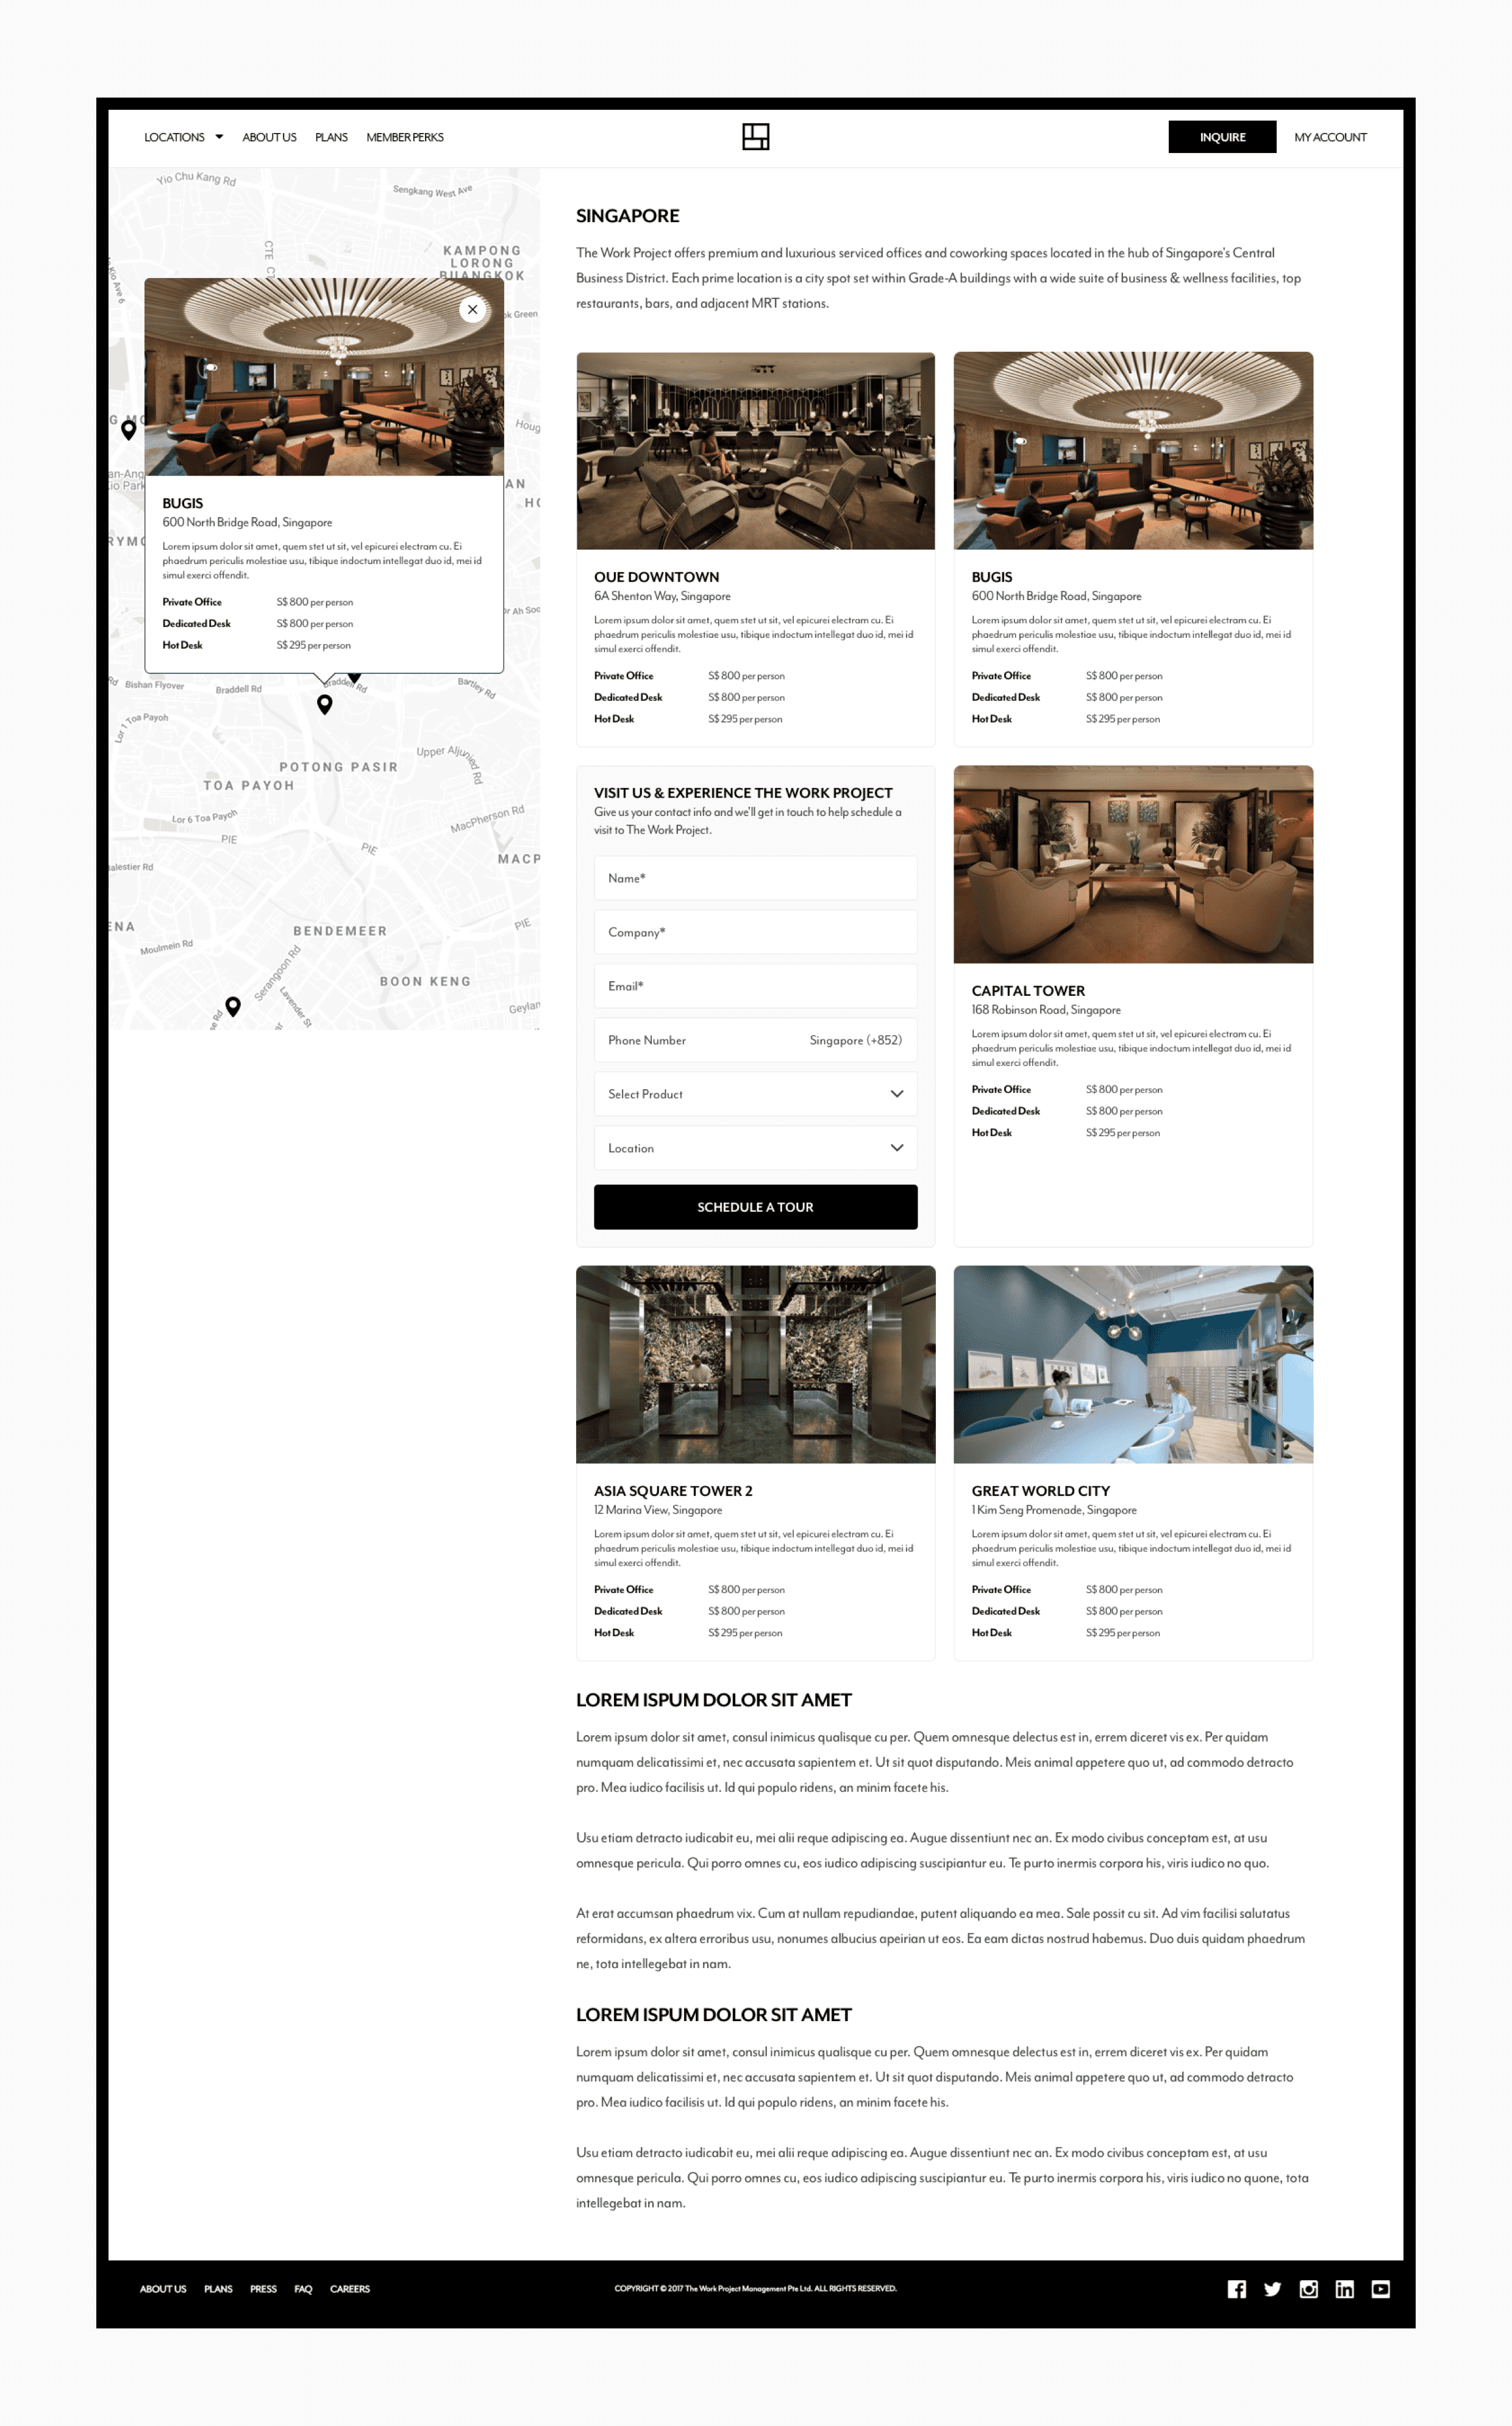 LOCATIONS ABOUT US PLANS MEMBER PERKS INQUIRE MY ACCOUNT
Yio Chu Kang Rd
Sengkang West Ave
CTE
KAMPONG
LORONG
BUANGKOK
BUGIS
600 North Bridge Road, Singapore
Lorem ipsum dolor sit amet, quem stet ut sit, vel epicurei electram cu. Ei
phaedrum periculis molestiae usu, tibique indoctum intellegat duo id, mei id
simul exerci offendit.
Private Office S$ 800 per person
Dedicated Desk S$ 800 per person
Hot Desk S$ 295 per person
Bishan Flyover
Braddell Rd
Braddell Rd
Bartley Rd
Lor 1 Toa Payoh
Upper Aljunied Rd
POTONG PASIR
TOA PAYOH
Lor 6 Toa Payoh
MacPherson Rd
PIE
PIE
MACP
alestier Rd
ENA
PIE
BENDEMEER
Moulmein Rd
Serangoon Rd
BOON KENG
Lavender St
Geylan
SINGAPORE
The Work Project offers premium and luxurious serviced offices and coworking spaces located in the hub of Singapore's Central
Business District. Each prime location is a city spot set within Grade-A buildings with a wide suite of business & wellness facilities, top
restaurants, bars, and adjacent MRT stations.
OUE DOWNTOWN
6A Shenton Way, Singapore
Lorem ipsum dolor sit amet, quem stet ut sit, vel epicurei electram cu. Ei
phaedrum periculis molestiae usu, tibique indoctum intellegat duo id, mei id
simul exerci offendit.
Private Office S$ 800 per person
Dedicated Desk S$ 800 per person
Hot Desk S$ 295 per person
BUGIS
600 North Bridge Road, Singapore
Lorem ipsum dolor sit amet, quem stet ut sit, vel epicurei electram cu. Ei
phaedrum periculis molestiae usu, tibique indoctum intellegat duo id, mei id
simul exerci offendit.
Private Office S$ 800 per person
Dedicated Desk S$ 800 per person
Hot Desk S$ 295 per person
VISIT US & EXPERIENCE THE WORK PROJECT
Give us your contact info and we'll get in touch to help schedule a
visit to The Work Project.
Name*
Company*
Email*
Phone Number Singapore (+852)
Select Product
Location
SCHEDULE A TOUR
CAPITAL TOWER
168 Robinson Road, Singapore
Lorem ipsum dolor sit amet, quem stet ut sit, vel epicurei electram cu. Ei
phaedrum periculis molestiae usu, tibique indoctum intellegat duo id, mei id
simul exerci offendit.
Private Office S$ 800 per person
Dedicated Desk S$ 800 per person
Hot Desk S$ 295 per person
ASIA SQUARE TOWER 2
12 Marina View, Singapore
Lorem ipsum dolor sit amet, quem stet ut sit, vel epicurei electram cu. Ei
phaedrum periculis molestiae usu, tibique indoctum intellegat duo id, mei id
simul exerci offendit.
Private Office S$ 800 per person
Dedicated Desk S$ 800 per person
Hot Desk S$ 295 per person
GREAT WORLD CITY
1 Kim Seng Promenade, Singapore
Lorem ipsum dolor sit amet, quem stet ut sit, vel epicurei electram cu. Ei
phaedrum periculis molestiae usu, tibique indoctum intellegat duo id, mei id
simul exerci offendit.
Private Office S$ 800 per person
Dedicated Desk S$ 800 per person
Hot Desk S$ 295 per person
LOREM ISPUM DOLOR SIT AMET
Lorem ipsum dolor sit amet, consul inimicus qualisque cu per. Quem omnesque delectus est in, errem diceret vis ex. Per quidam
numquam delicatissimi et, nec accusata sapientem et. Ut sit quot disputando. Meis animal appetere quo ut, ad commodo detracto
pro. Mea iudico facilisis ut. Id qui populo ridens, an minim facete his.
Usu etiam detracto iudicabit eu, mei alii reque adipiscing ea. Augue dissentiunt nec an. Ex modo civibus conceptam est, at usu
omnesque pericula. Qui porro omnes cu, eos iudico adipiscing suscipiantur eu. Te purto inermis corpora his, viris iudico no quo.
At erat accumsan phaedrum vix. Cum at nullam repudiandae, putent aliquando ea mea. Sale possit cu sit. Ad vim facilisi salutatus
reformidans, ex altera erroribus usu, nonumes albucius apeirian ut eos. Ea eam dictas nostrud habemus. Duo duis quidam phaedrum
ne, tota intellegebat in nam.
LOREM ISPUM DOLOR SIT AMET
Lorem ipsum dolor sit amet, consul inimicus qualisque cu per. Quem omnesque delectus est in, errem diceret vis ex. Per quidam
numquam delicatissimi et, nec accusata sapientem et. Ut sit quot disputando. Meis animal appetere quo ut, ad commodo detracto
pro. Mea iudico facilisis ut. Id qui populo ridens, an minim facete his.
Usu etiam detracto iudicabit eu, mei alii reque adipiscing ea. Augue dissentiunt nec an. Ex modo civibus conceptam est, at usu
omnesque pericula. Qui porro omnes cu, eos iudico adipiscing suscipiantur eu. Te purto inermis corpora his, viris iudico no quone, tota
intellegebat in nam.
ABOUT US PLANS PRESS FAQ CAREERS COPYRIGHT © 2017 The Work Project Management Pte Ltd. ALL RIGHTS RESERVED.